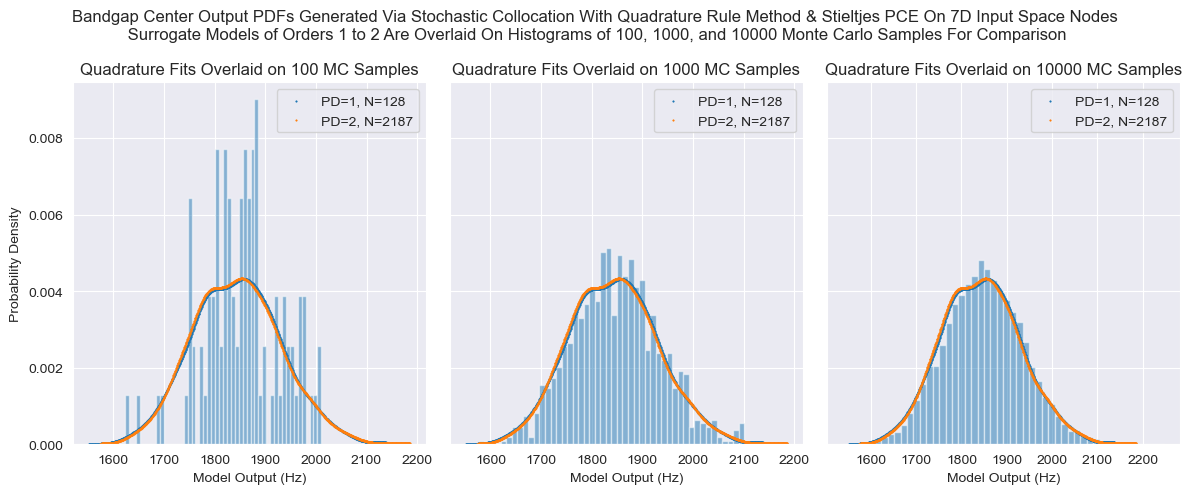 Bandgap Center Output PDFs Generated Via Stochastic Collocation With Quadrature Rule Method & Stieltjes PCE On 7D Input Space Nodes
Surrogate Models of Orders 1 to 2 Are Overlaid On Histograms of 100, 1000, and 10000 Monte Carlo Samples For Comparison
Quadrature Fits Overlaid on 100 MC Samples
Quadrature Fits Overlaid on 1000 MC Samples
Quadrature Fits Overlaid on 10000 MC Samples
PD=1, N=128
PD=2, N=2187
PD=1, N=128
PD=2, N=2187
PD=1, N=128
PD=2, N=2187
Probability Density
0.008
0.006
0.004
0.002
0.000
1600 1700 1800 1900 2000 2100 2200
1600 1700 1800 1900 2000 2100 2200
1600 1700 1800 1900 2000 2100 2200
Model Output (Hz)
Model Output (Hz)
Model Output (Hz)